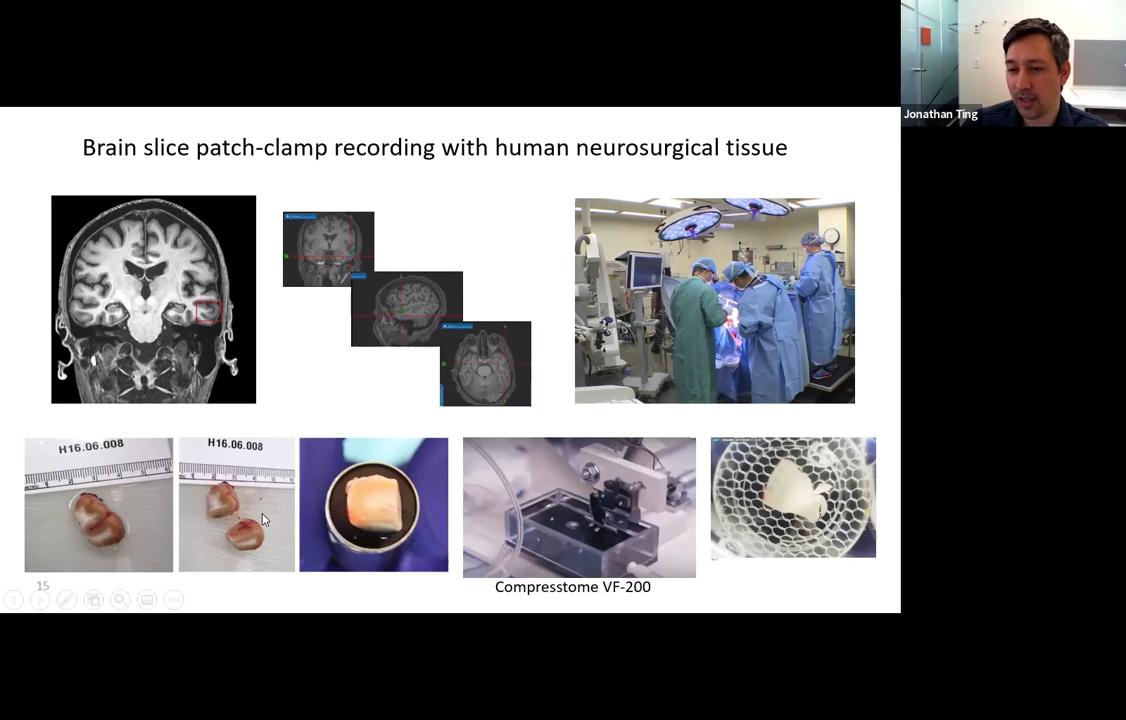 Jonathan Ting
Brain slice patch-clamp recording with human neurosurgical tissue
R
R
H16.06.008
H16.06.008
Compresstome VF-200
15